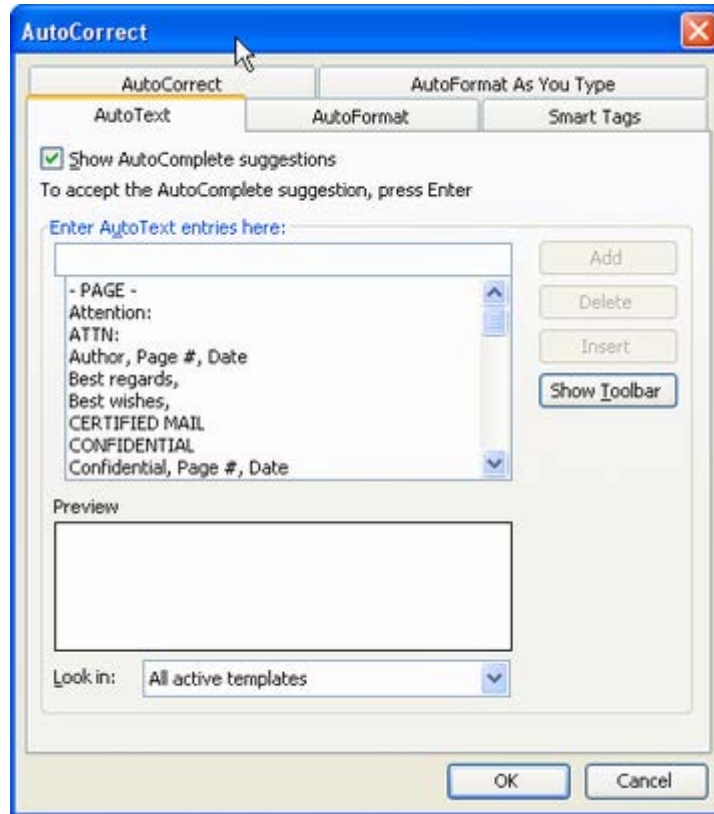 AutoCorrect
AutoCorrect
AutoFormat As You Type
AutoText
AutoFormat
Smart Tags
Show AutoComplete suggestions
To accept the AutoComplete suggestion, press Enter
Enter AutoText entries here:
Add
- PAGE -
Attention:
ATTN:
Author, Page #, Date
Best regards,
Best wishes,
CERTIFIED MAIL
CONFIDENTIAL
Confidential, Page #, Date
Delete
Insert
Show Toolbar
Preview
Look in:
All active templates
OK
Cancel